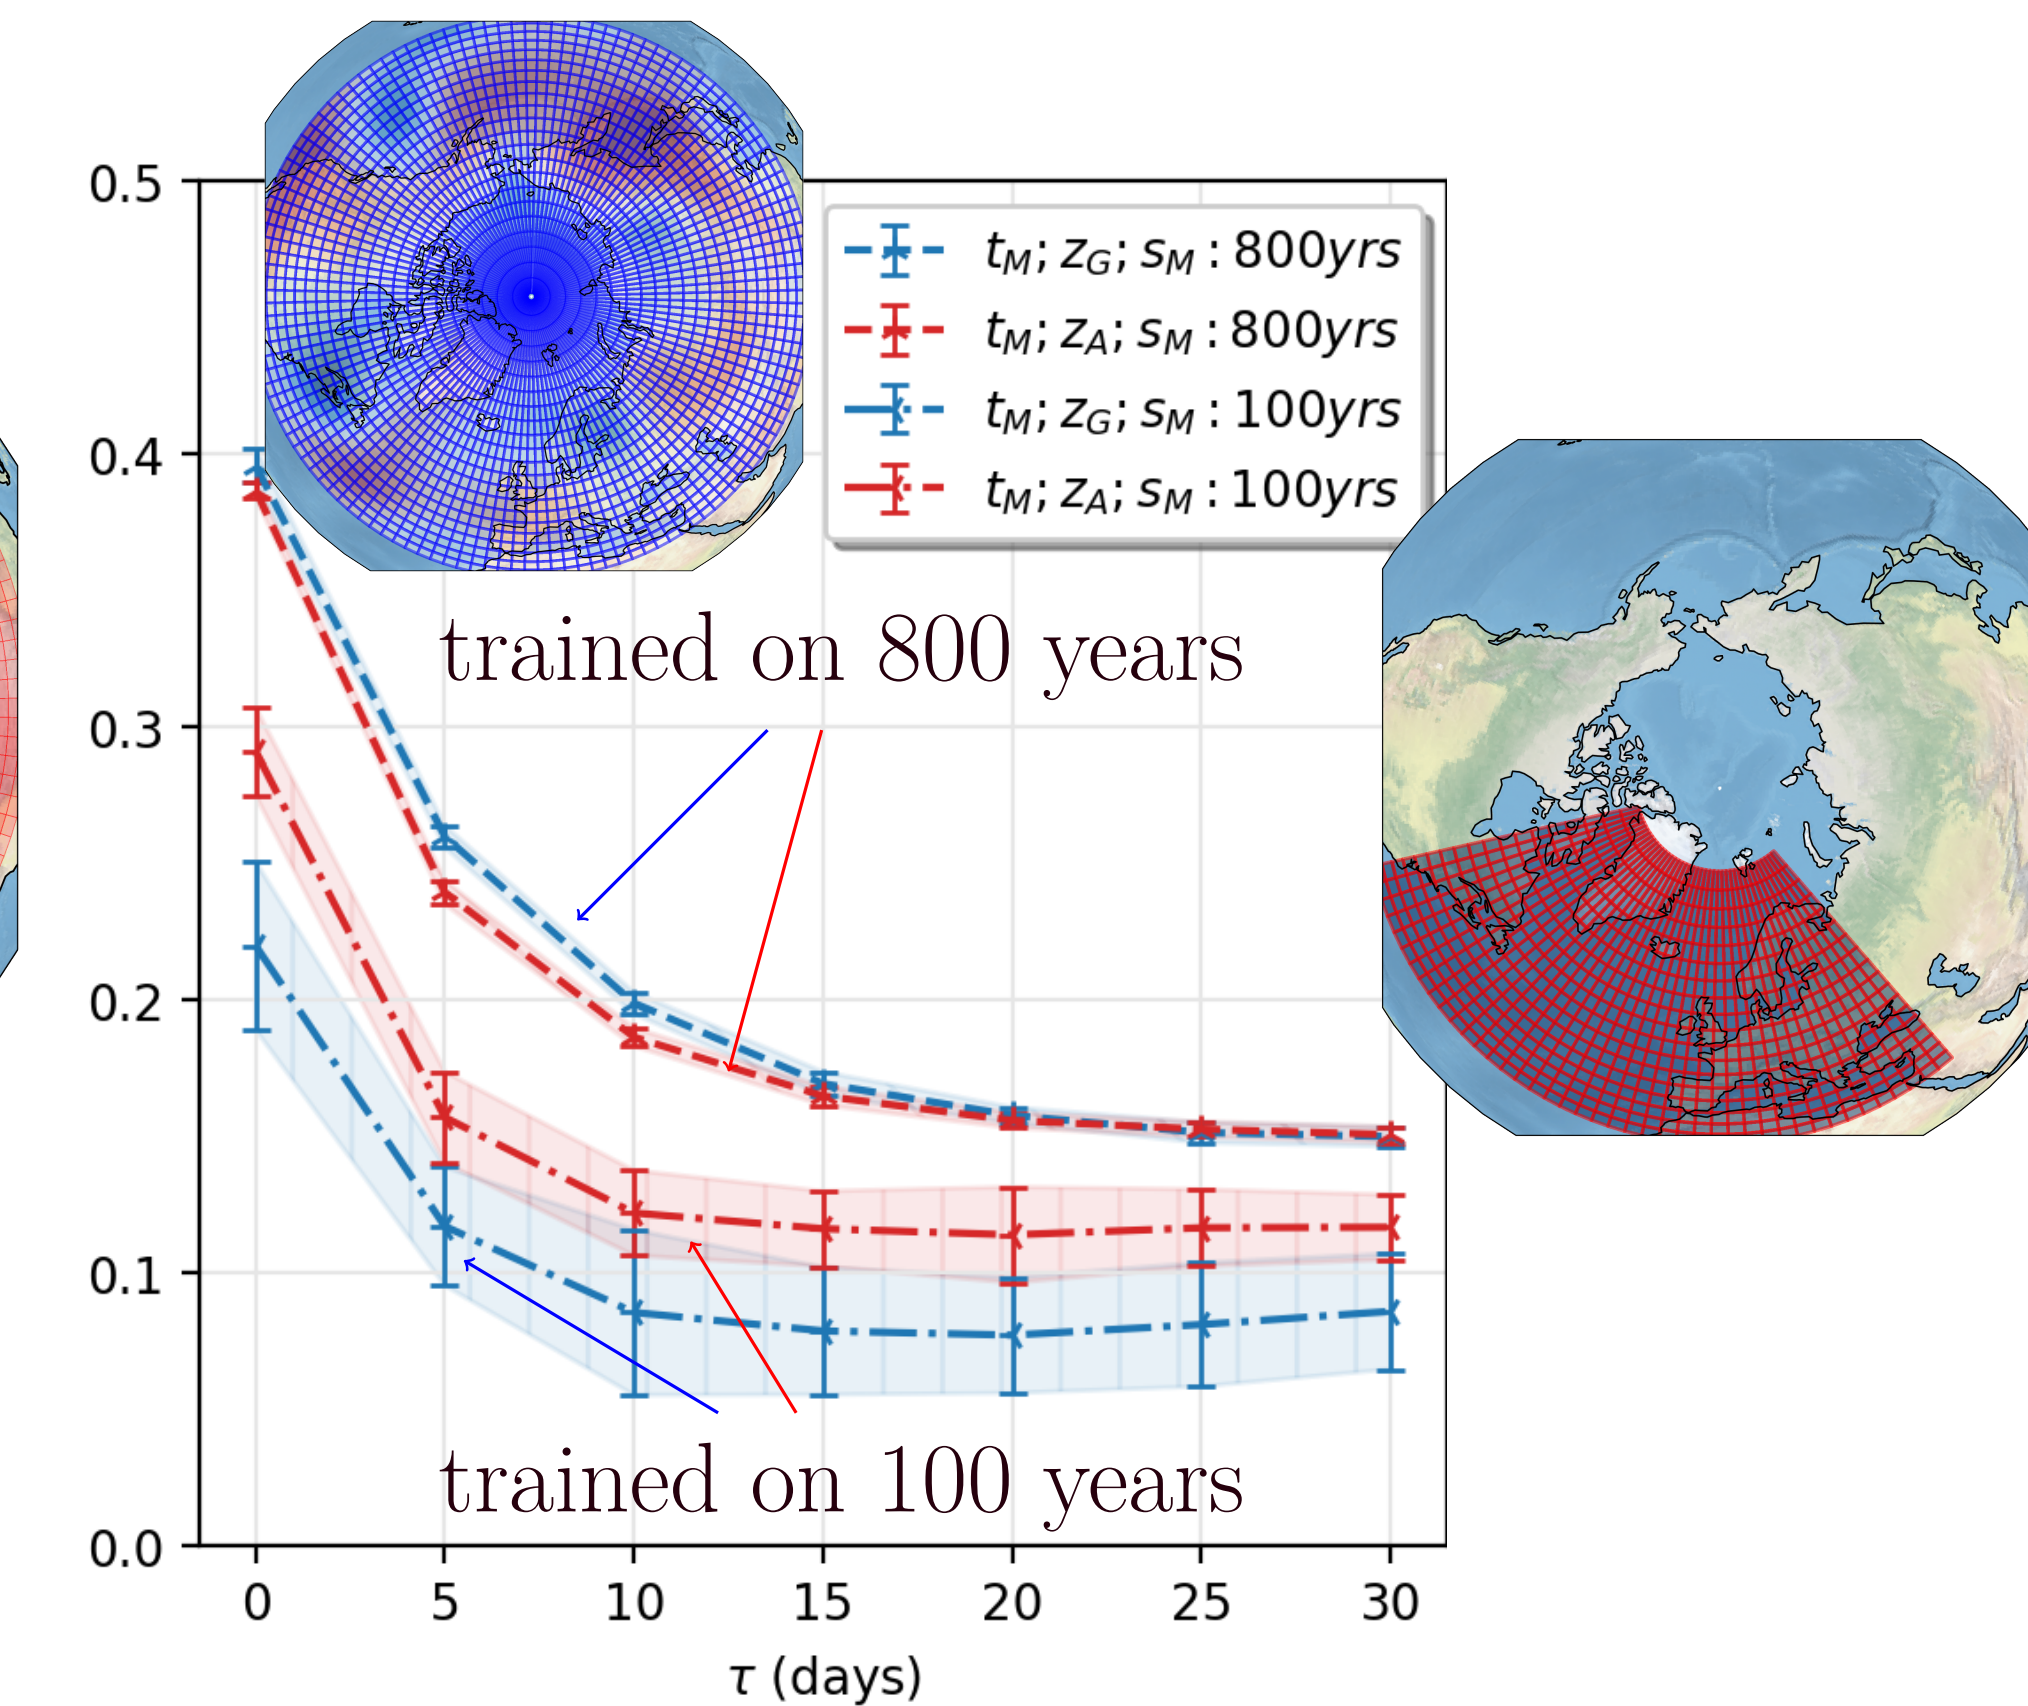 0.5
0.4
0.3
0.2
0.1
0.0
t_M; z_G; s_M : 800yrs
t_M; z_A; s_M : 800yrs
t_M; z_G; s_M : 100yrs
t_M; z_A; s_M : 100yrs
trained on 800 years
trained on 100 years
0 5 10 15 20 25 30
τ (days)